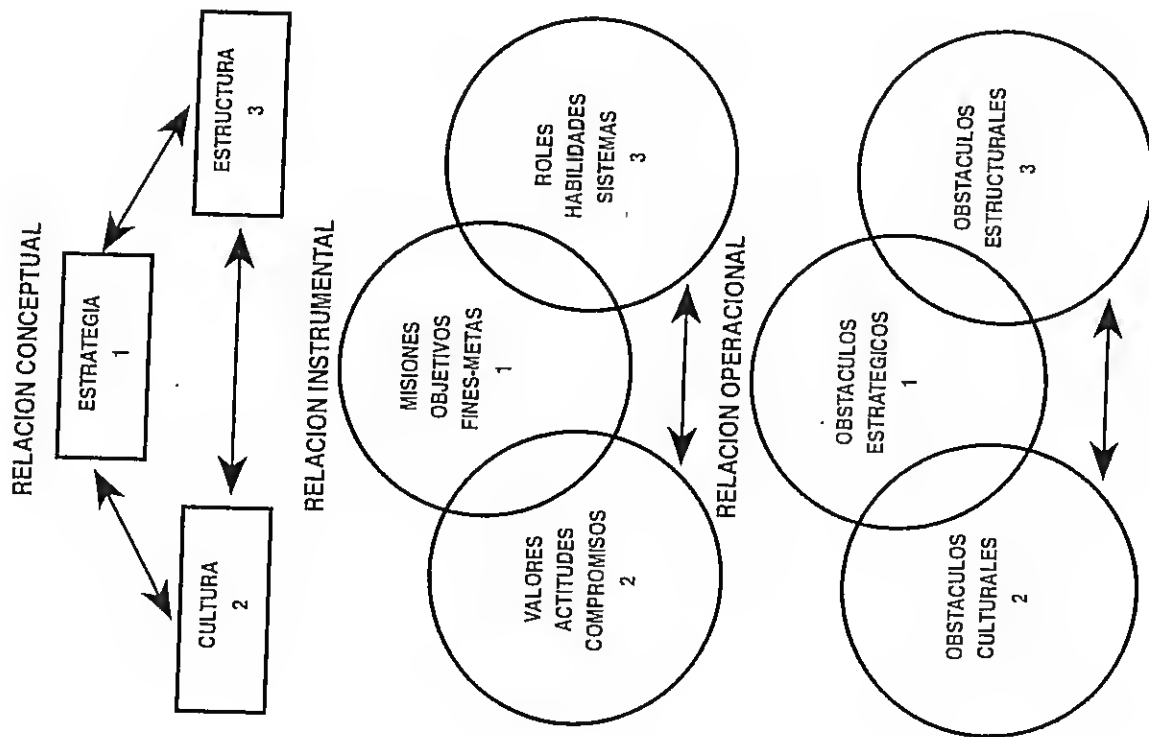 RELACION CONCEPTUAL
ESTRATEGIA
1
CULTURA
2
ESTRUCTURA
3
RELACION INSTRUMENTAL
MISIONES
OBJETIVOS
FINES-METAS
1
VALORES
ACTITUDES
COMPROMISOS
2
ROLES
HABILIDADES
SISTEMAS
3
RELACION OPERACIONAL
OBSTACULOS
ESTRATEGICOS
1
OBSTACULOS
CULTURALES
2
OBSTACULOS
ESTRUCTURALES
3